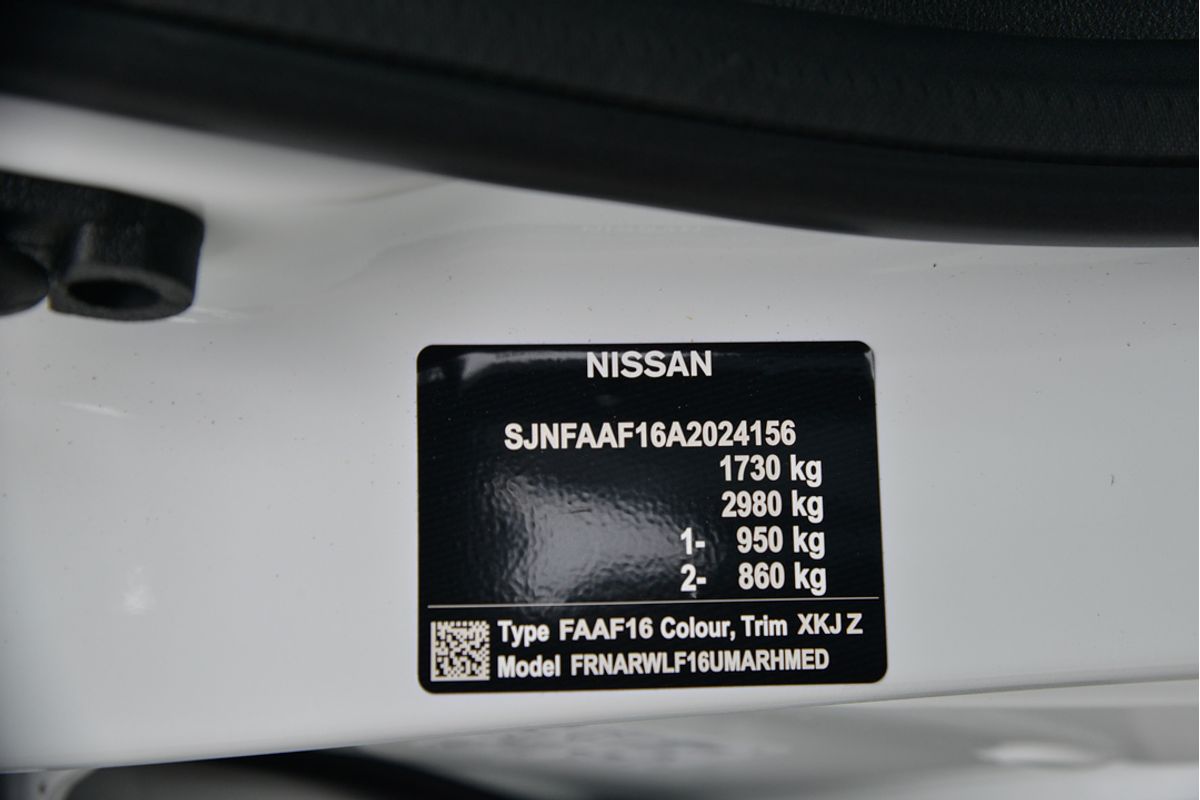 NISSAN
SJNFAAF16A2024156
1730 kg
2980 kg
1- 950 kg
2- 860 kg
Type FAAF16 Colour, Trim XKJ Z
Model FRNARWLF16UMARHMED